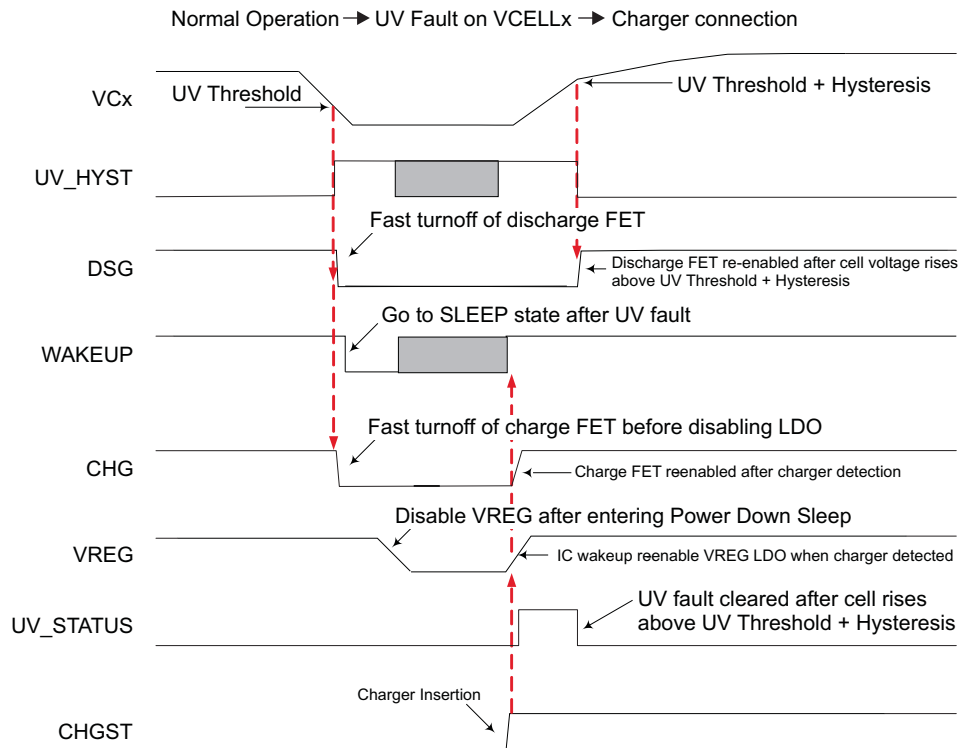 Normal Operation → UV Fault on VCELLx → Charger connection
VCx
UV Threshold
UV Threshold + Hysteresis
UV_HYST
Fast turnoff of discharge FET
DSG
Discharge FET re-enabled after cell voltage rises
above UV Threshold + Hysteresis
Go to SLEEP state after UV fault
WAKEUP
Fast turnoff of charge FET before disabling LDO
CHG
Charge FET reenabled after charger detection
Disable VREG after entering Power Down Sleep
VREG
IC wakeup reenable VREG LDO when charger detected
UV_STATUS
UV fault cleared after cell rises
above UV Threshold + Hysteresis
Charger Insertion
CHGST